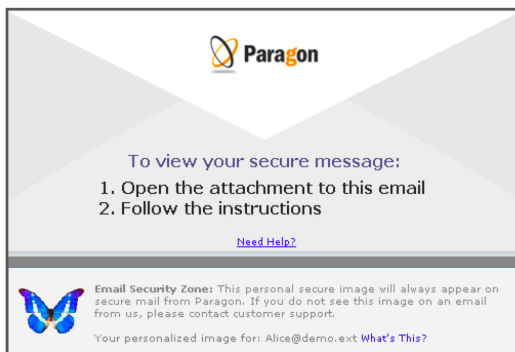 Paragon
To view your secure message:
1. Open the attachment to this email
2. Follow the instructions
Need Help?
Email Security Zone: This personal secure image will always appear on
secure mail from Paragon. If you do not see this image on an email
from us, please contact customer support.
Your personalized image for: Alice@demo.ext What's This?